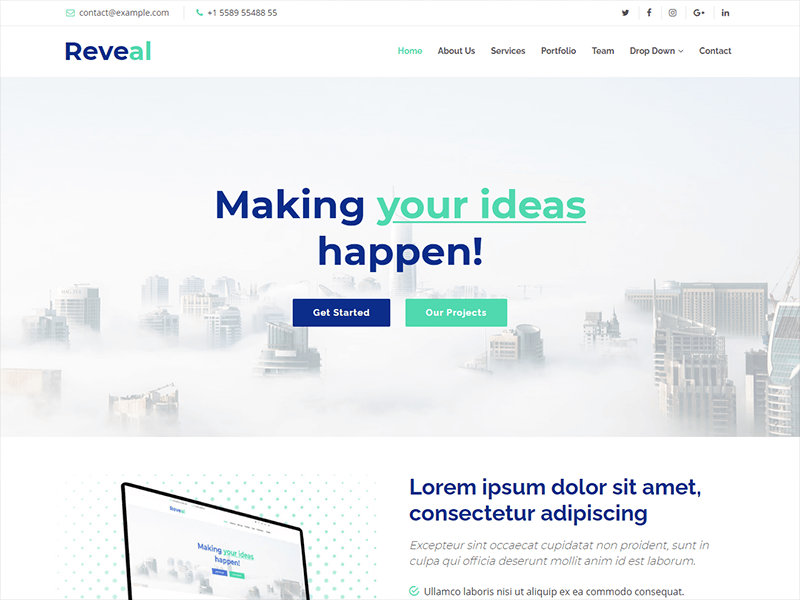 contact@example.com +1 5589 55488 55
Reveal
Home About Us Services Portfolio Team Drop Down Contact
Making your ideas
happen!
Get Started Our Projects
Lorem ipsum dolor sit amet,
consectetur adipiscing
Excepteur sint occaecat cupidatat non proident, sunt in
culpa qui officia deserunt mollit anim id est laborum.
Ullamco laboris nisi ut aliquip ex ea commodo consequat.
Reveal
Making your ideas
happen!